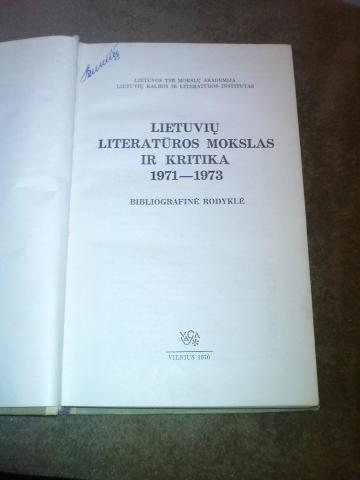 LIETUVOS TSR MOKSLŲ AKADEMIJA
LIETUVIŲ KALBOS IR LITERATŪROS INSTITUTAS
LIETUVIŲ
LITERATŪROS MOKSLAS
IR KRITIKA
1971—1973
BIBLIOGRAFINĖ RODYKLĖ
VAGA
VILNIUS 1976